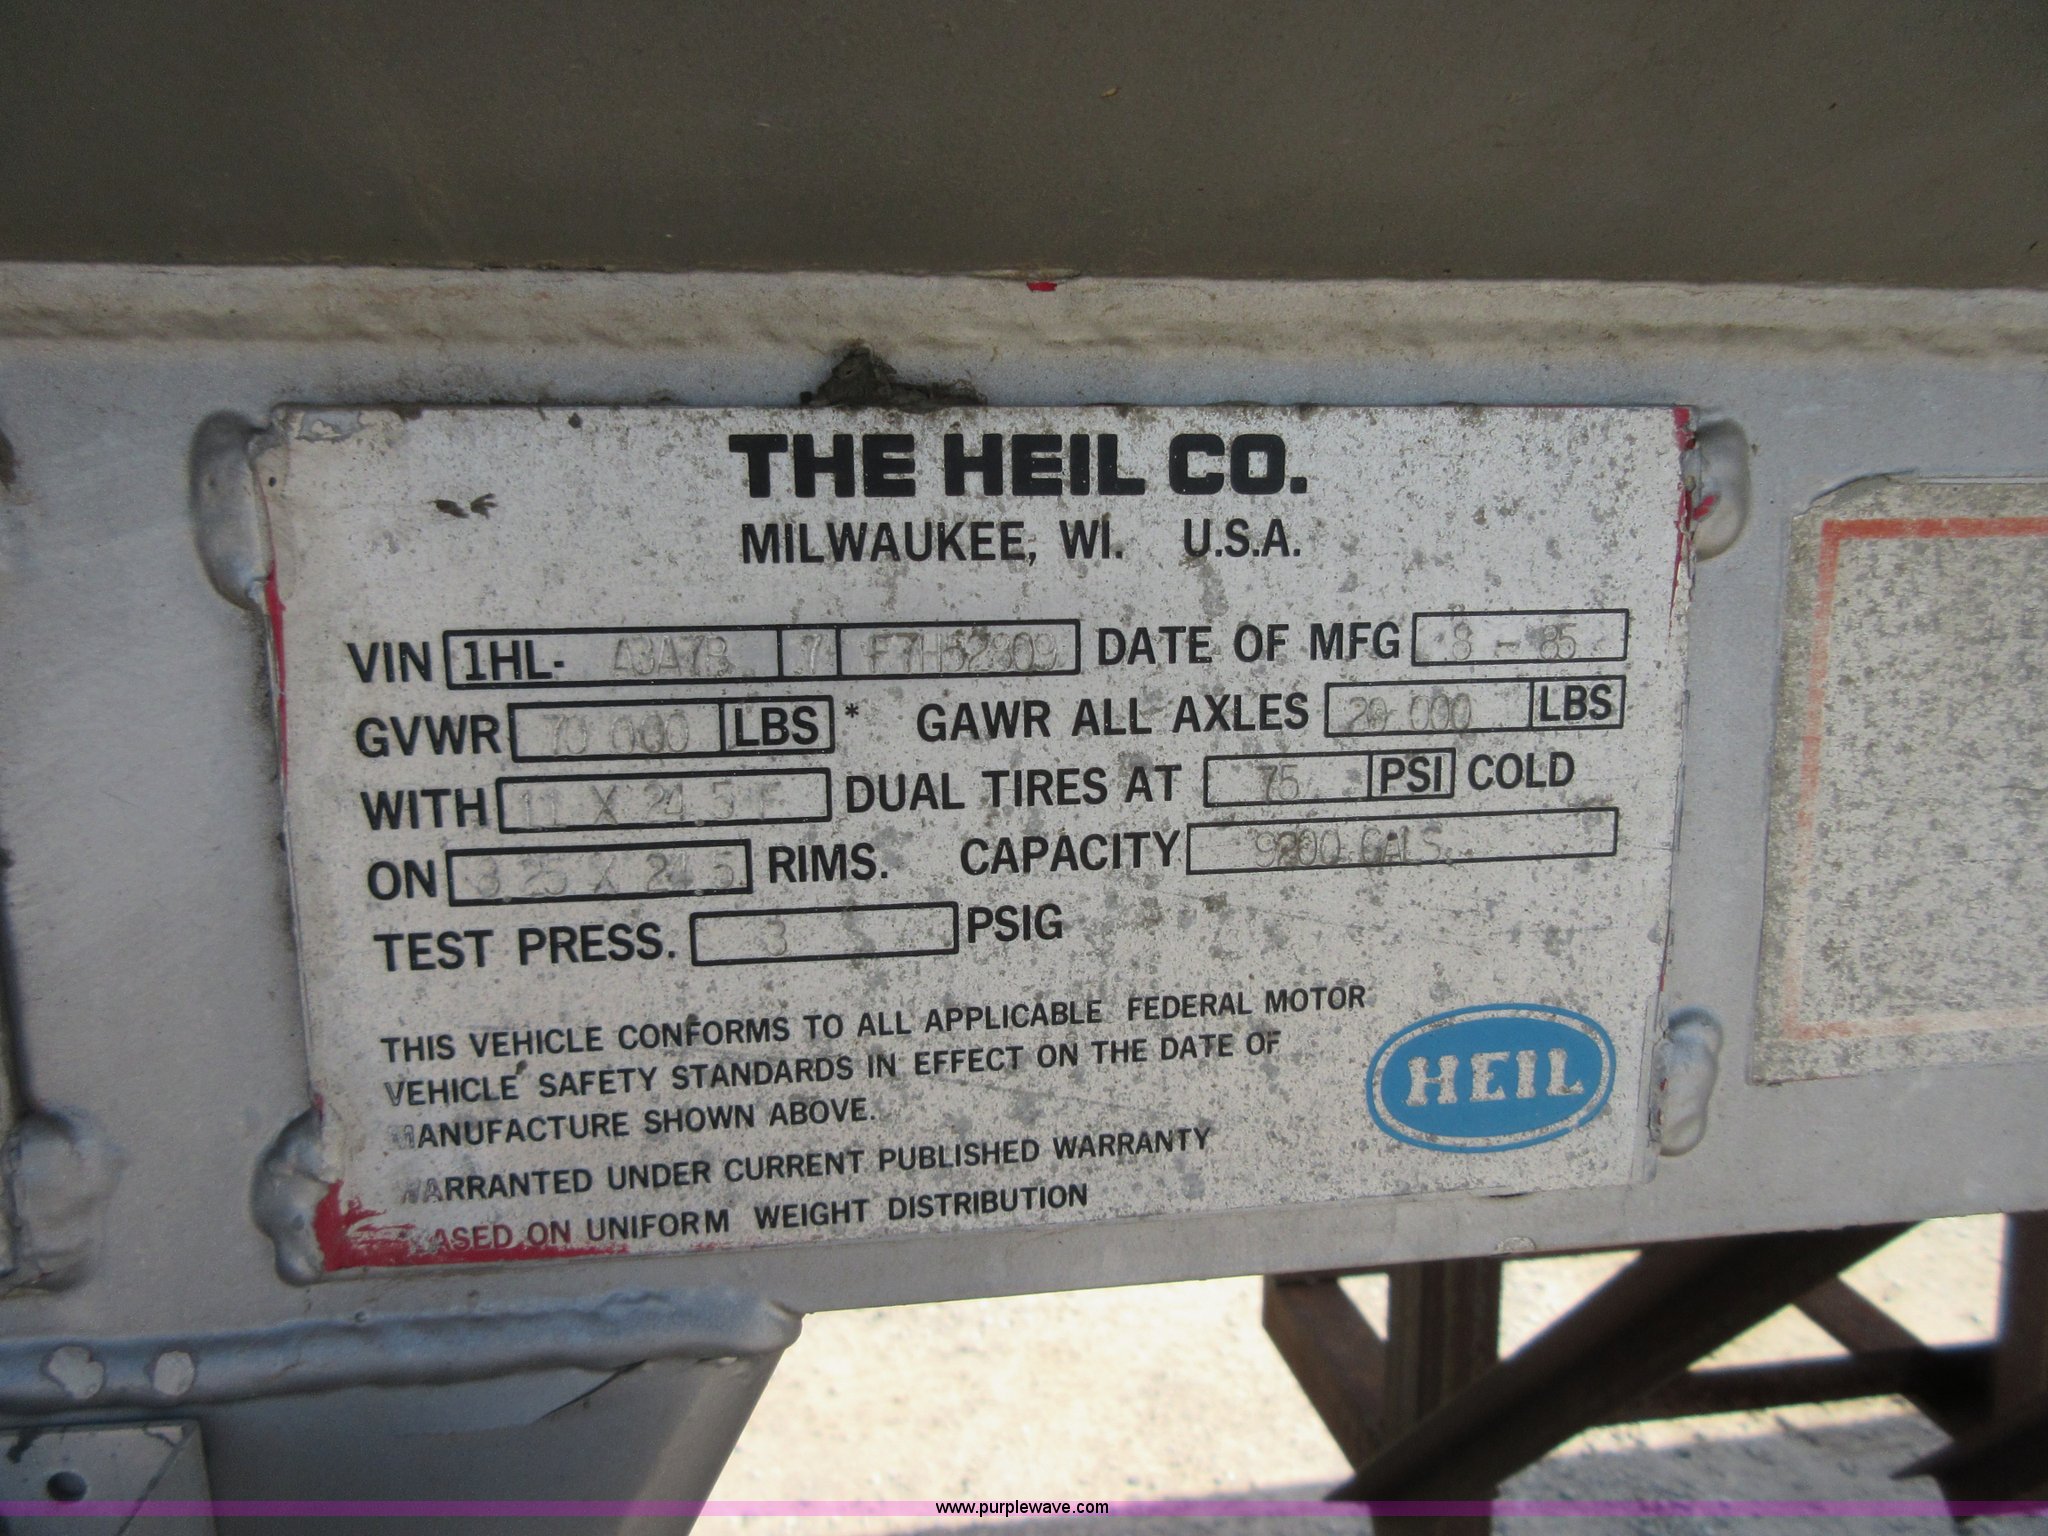 THE HEIL CO.
MILWAUKEE, WI. U.S.A.
VIN 1HL- A3A7B 7 F7H52809 DATE OF MFG 8 - 85
GVWR 70 000 LBS * GAWR ALL AXLES 20 000 LBS
WITH 11 X 24.5 F DUAL TIRES AT 75 PSI COLD
ON 8.25 X 24.5 RIMS. CAPACITY 9200 GALS.
TEST PRESS. 3 PSIG
THIS VEHICLE CONFORMS TO ALL APPLICABLE FEDERAL MOTOR
VEHICLE SAFETY STANDARDS IN EFFECT ON THE DATE OF
MANUFACTURE SHOWN ABOVE.
WARRANTED UNDER CURRENT PUBLISHED WARRANTY
BASED ON UNIFORM WEIGHT DISTRIBUTION
HEIL
www.purplewave.com